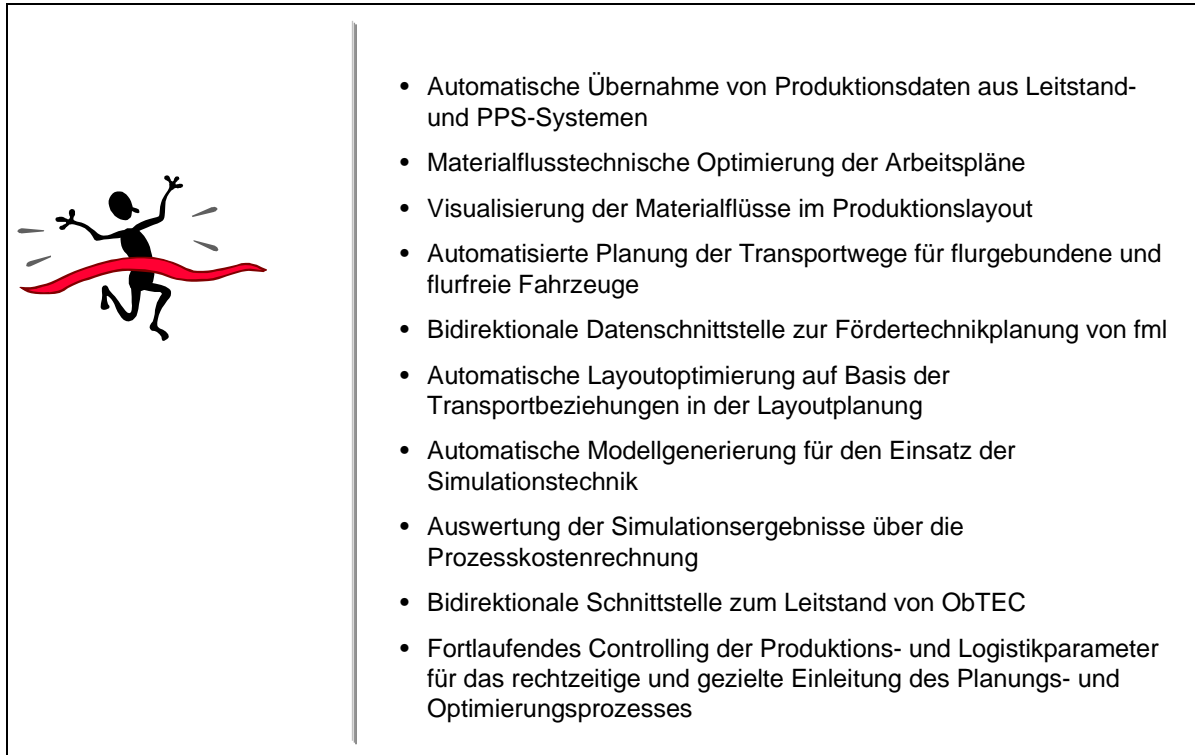 • Automatische Übernahme von Produktionsdaten aus Leitstand-
und PPS-Systemen
• Materialflusstechnische Optimierung der Arbeitspläne
• Visualisierung der Materialflüsse im Produktionslayout
• Automatisierte Planung der Transportwege für flurgebundene und
flurfreie Fahrzeuge
• Bidirektionale Datenschnittstelle zur Fördertechnikplanung von fml
• Automatische Layoutoptimierung auf Basis der
Transportbeziehungen in der Layoutplanung
• Automatische Modellgenerierung für den Einsatz der
Simulationstechnik
• Auswertung der Simulationsergebnisse über die
Prozesskostenrechnung
• Bidirektionale Schnittstelle zum Leitstand von ObTEC
• Fortlaufendes Controlling der Produktions- und Logistikparameter
für das rechtzeitige und gezielte Einleitung des Planungs- und
Optimierungsprozesses